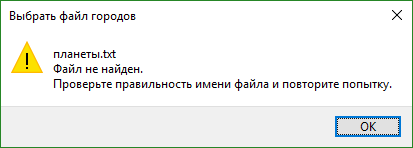 Выбрать файл городов
планеты.txt
Файл не найден.
Проверьте правильность имени файла и повторите попытку.
OK